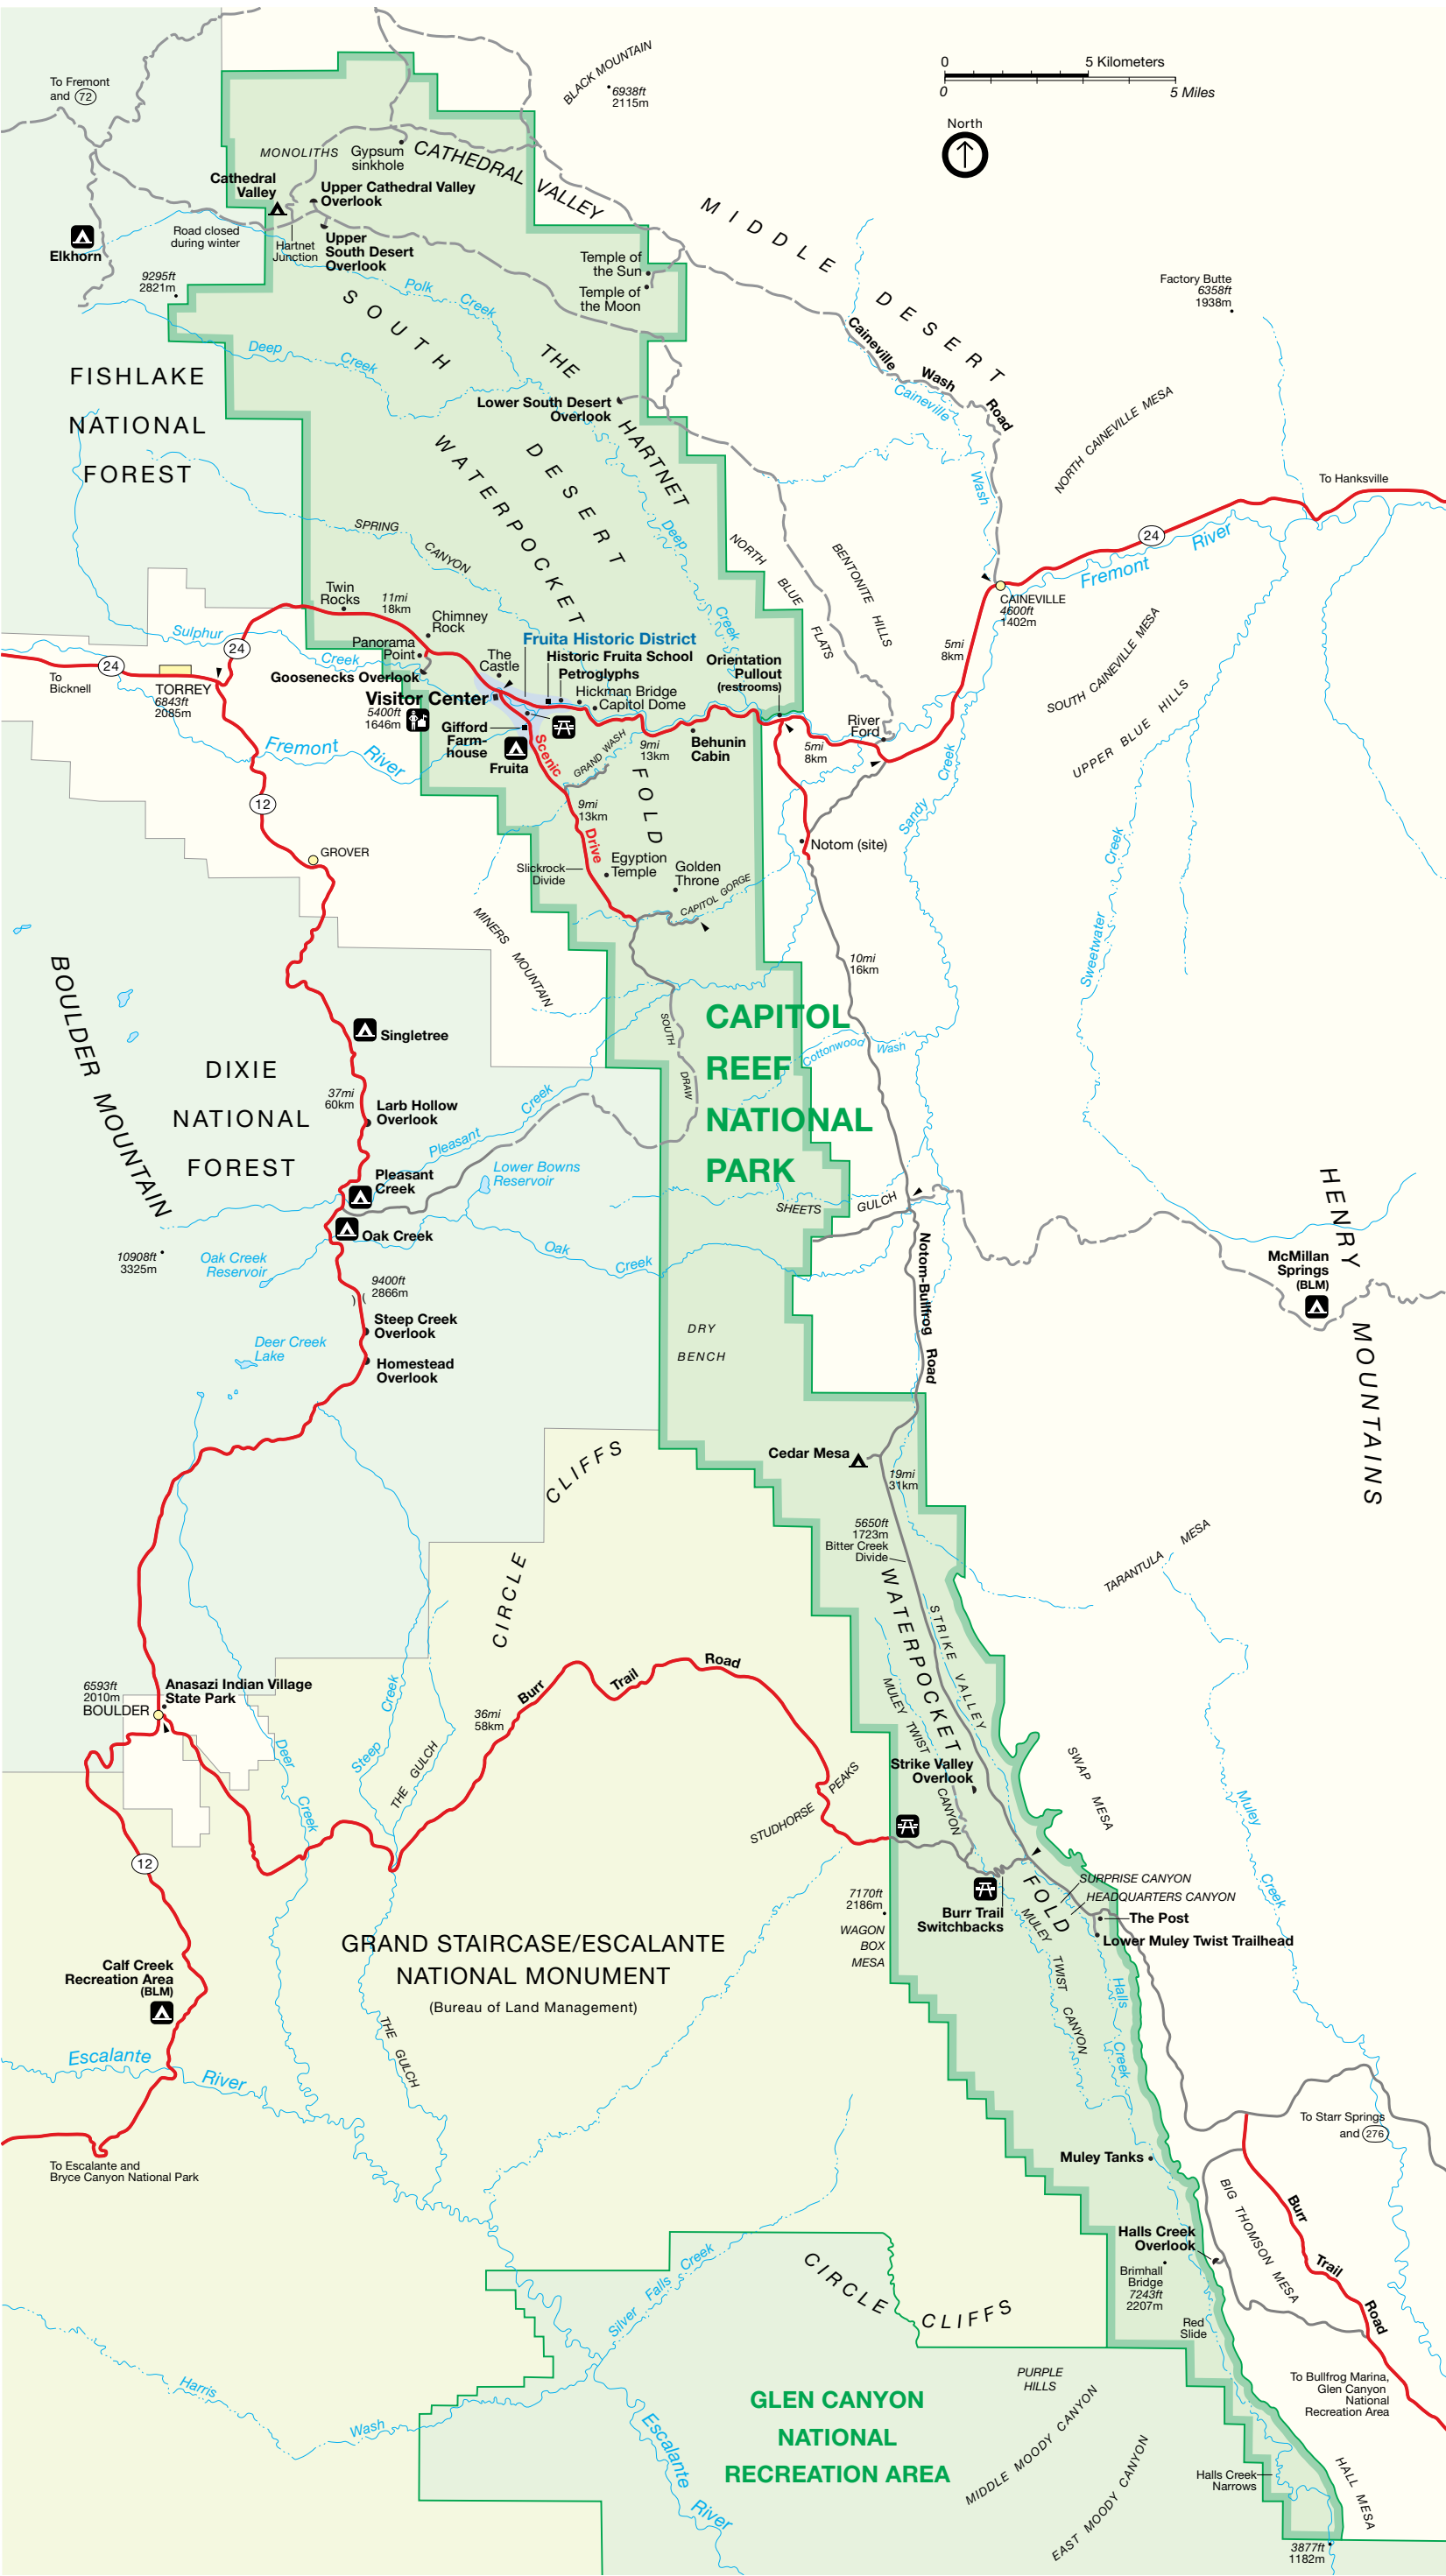 0
5 Kilometers
0
5 Miles
North
To Fremont
and 72
BLACK MOUNTAIN
6938ft
2115m
MONOLITHS
Gypsum
sinkhole
CATHEDRAL VALLEY
Cathedral
Valley
Upper Cathedral Valley
Overlook
Road closed
during winter
Hartnet
Junction
Upper
South Desert
Overlook
Elkhorn
9295ft
2821m
MIDDLE DESERT
Temple of
the Sun
Temple of
the Moon
Factory Butte
6358ft
1938m
Polk Creek
SOUTH DESERT
Deep Creek
THE HARTNET
Caineville Wash Road
Caineville Wash
FISHLAKE
NATIONAL
FOREST
Lower South Desert
Overlook
NORTH CAINEVILLE MESA
WATERPOCKET FOLD
Deep Creek
To Hanksville
SPRING CANYON
NORTH BLUE FLATS
BENTONITE HILLS
24
Fremont River
CAINEVILLE
4600ft
1402m
Twin
Rocks
11mi
18km
Chimney
Rock
Sulphur Creek
24
24
Panorama
Point
Goosenecks Overlook
The
Castle
Fruita Historic District
Historic Fruita School
Petroglyphs
Hickman Bridge
Capitol Dome
Orientation
Pullout
(restrooms)
5mi
8km
SOUTH CAINEVILLE MESA
To
Bicknell
TORREY
6843ft
2085m
Visitor Center
5400ft
1646m
Gifford
Farm-
house
Fruita
Scenic Drive
GRAND WASH
9mi
13km
Behunin
Cabin
5mi
8km
River
Ford
UPPER BLUE HILLS
Fremont River
12
GROVER
9mi
13km
Slickrock
Divide
Egyption
Temple
Golden
Throne
CAPITOL GORGE
Notom (site)
Sandy Creek
Sweetwater Creek
MINERS MOUNTAIN
10mi
16km
BOULDER MOUNTAIN
Singletree
SOUTH DRAW
CAPITOL
REEF
NATIONAL
PARK
Cottonwood Wash
DIXIE
NATIONAL
FOREST
37mi
60km
Larb Hollow
Overlook
Pleasant Creek
Pleasant
Creek
Lower Bowns
Reservoir
SHEETS GULCH
HENRY MOUNTAINS
Oak Creek
10908ft
3325m
Oak Creek
Reservoir
Oak Creek
Notom-Bullfrog Road
McMillan
Springs
(BLM)
9400ft
2866m
Steep Creek
Overlook
Deer Creek
Lake
Homestead
Overlook
DRY
BENCH
CIRCLE CLIFFS
Cedar Mesa
19mi
31km
5650ft
1723m
Bitter Creek
Divide
TARANTULA MESA
WATERPOCKET FOLD
STRIKE VALLEY
MULEY TWIST CANYON
6593ft
2010m
BOULDER
Anasazi Indian Village
State Park
Steep Creek
Deer Creek
THE GULCH
36mi
58km
Burr Trail Road
STUDHORSE PEAKS
Strike Valley
Overlook
SWAP MESA
Muley Creek
12
SURPRISE CANYON
HEADQUARTERS CANYON
The Post
Lower Muley Twist Trailhead
Burr Trail
Switchbacks
7170ft
2186m
WAGON
BOX
MESA
MULEY TWIST CANYON
Halls Creek
GRAND STAIRCASE/ESCALANTE
NATIONAL MONUMENT
(Bureau of Land Management)
Calf Creek
Recreation Area
(BLM)
THE GULCH
Escalante River
To Escalante and
Bryce Canyon National Park
To Starr Springs
and 276
Muley Tanks
BIG THOMSON MESA
Burr Trail Road
Halls Creek
Overlook
Brimhall
Bridge
7243ft
2207m
Red
Slide
Silver Falls Creek
CIRCLE CLIFFS
Harris Wash
Escalante River
PURPLE
HILLS
MIDDLE MOODY CANYON
EAST MOODY CANYON
GLEN CANYON
NATIONAL
RECREATION AREA
To Bullfrog Marina,
Glen Canyon
National
Recreation Area
Halls Creek
Narrows
HALL MESA
3877ft
1182m